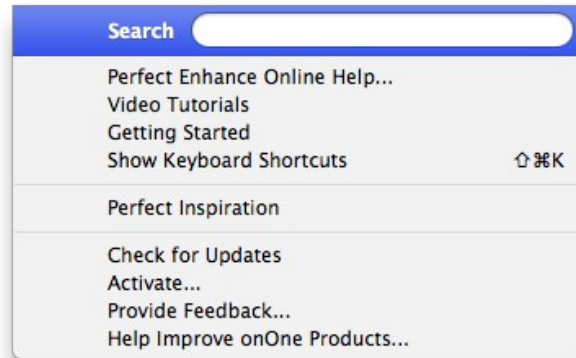 Search
Perfect Enhance Online Help...
Video Tutorials
Getting Started
Show Keyboard Shortcuts ⇧⌘K
Perfect Inspiration
Check for Updates
Activate...
Provide Feedback...
Help Improve onOne Products...